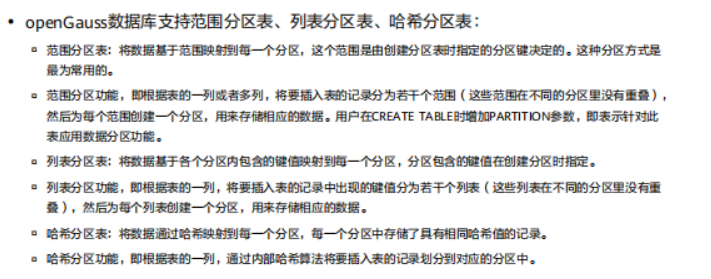 • openGauss数据库支持范围分区表、列表分区表、哈希分区表：
▫ 范围分区表：将数据基于范围映射到每一个分区，这个范围是由创建分区表时指定的分区键决定的。这种分区方式是
最为常用的。
▫ 范围分区功能，即根据表的一列或者多列，将要插入表的记录分为若干个范围（这些范围在不同的分区里没有重叠），
然后为每个范围创建一个分区，用来存储相应的数据。用户在CREATE TABLE时增加PARTITION参数，即表示针对此
表应用数据分区功能。
▫ 列表分区表：将数据基于各个分区内包含的键值映射到每一个分区，分区包含的键值在创建分区时指定。
▫ 列表分区功能，即根据表的一列，将要插入表的记录中出现的键值分为若干个列表（这些列表在不同的分区里没有重
叠），然后为每个列表创建一个分区，用来存储相应的数据。
▫ 哈希分区表：将数据通过哈希映射到每一个分区，每一个分区中存储了具有相同哈希值的记录。
▫ 哈希分区功能，即根据表的一列，通过内部哈希算法将要插入表的记录划分到对应的分区中。